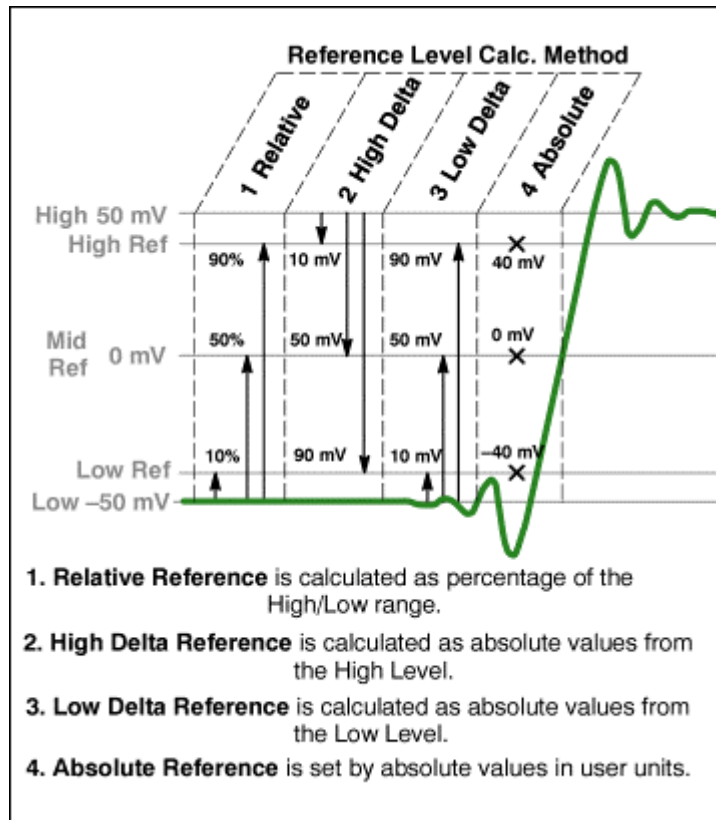 Reference Level Calc. Method
1 Relative
2 High Delta
3 Low Delta
4 Absolute
High 50 mV
High Ref
90%
10 mV
90 mV
40 mV
Mid
Ref
0 mV
50%
50 mV
50 mV
0 mV
Low Ref
10%
90 mV
10 mV
–40 mV
Low –50 mV
1. Relative Reference is calculated as percentage of the
High/Low range.
2. High Delta Reference is calculated as absolute values from
the High Level.
3. Low Delta Reference is calculated as absolute values from
the Low Level.
4. Absolute Reference is set by absolute values in user units.